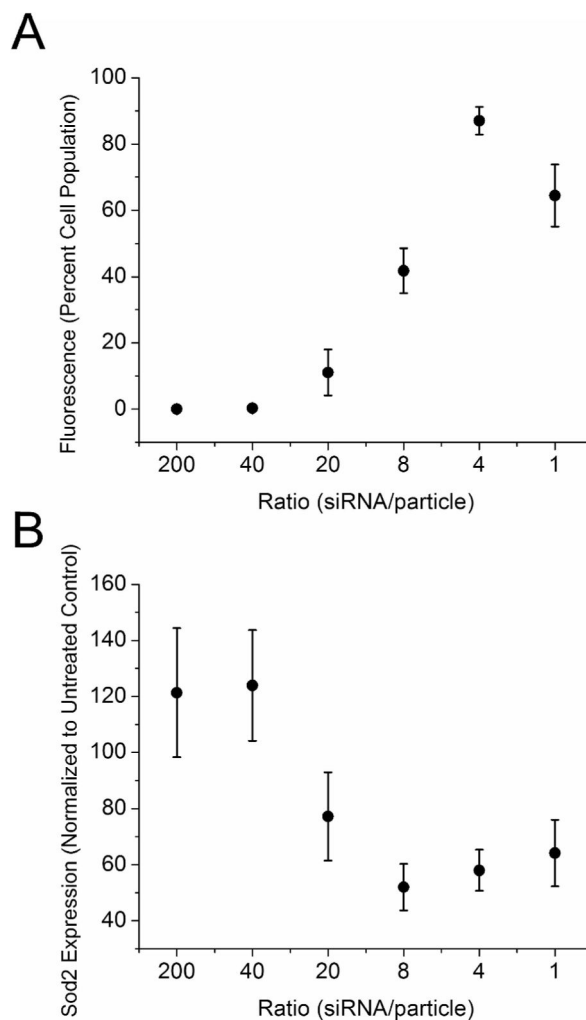 A
Fluorescence (Percent Cell Population)
100
80
60
40
20
0
200 40 20 8 4 1
Ratio (siRNA/particle)
B
Sod2 Expression (Normalized to Untreated Control)
160
140
120
100
80
60
40
200 40 20 8 4 1
Ratio (siRNA/particle)